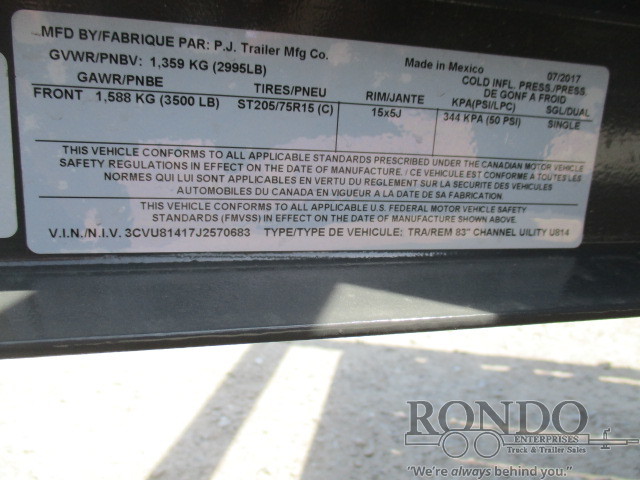 MFD BY/FABRIQUE PAR: P.J. Trailer Mfg Co.
Made in Mexico 07/2017
GVWR/PNBV: 1,359 KG (2995LB)
COLD INFL. PRESS./PRESS. DE GONF A FROID
GAWR/PNBE TIRES/PNEU RIM/JANTE KPA(PSI/LPC) SGL/DUAL
FRONT 1,588 KG (3500 LB) ST205/75R15 (C) 15x5J 344 KPA (50 PSI) SINGLE
THIS VEHICLE CONFORMS TO ALL APPLICABLE STANDARDS PRESCRIBED UNDER THE CANADIAN MOTOR VEHICLE
SAFETY REGULATIONS IN EFFECT ON THE DATE OF MANUFACTURE. / CE VEHICULE EST CONFORME A TOUTES LES
NORMES QUI LUI SONT APPLICABLES EN VERTU DU REGLEMENT SUR LA SECURITE DES VEHICULES
AUTOMOBILES DU CANADA EN VIGUEUR A LA DATE DE SA FABRICATION.
THIS VEHICLE CONFORMS TO ALL APPLICABLE U.S. FEDERAL MOTOR VEHICLE SAFETY
STANDARDS (FMVSS) IN EFFECT ON THE DATE OF MANUFACTURE SHOWN ABOVE.
V.I.N./N.I.V. 3CVU81417J2570683 TYPE/TYPE DE VEHICULE: TRA/REM 83" CHANNEL UILITY U814
RONDO
ENTERPRISES
Truck & Trailer Sales
"We're always behind you."